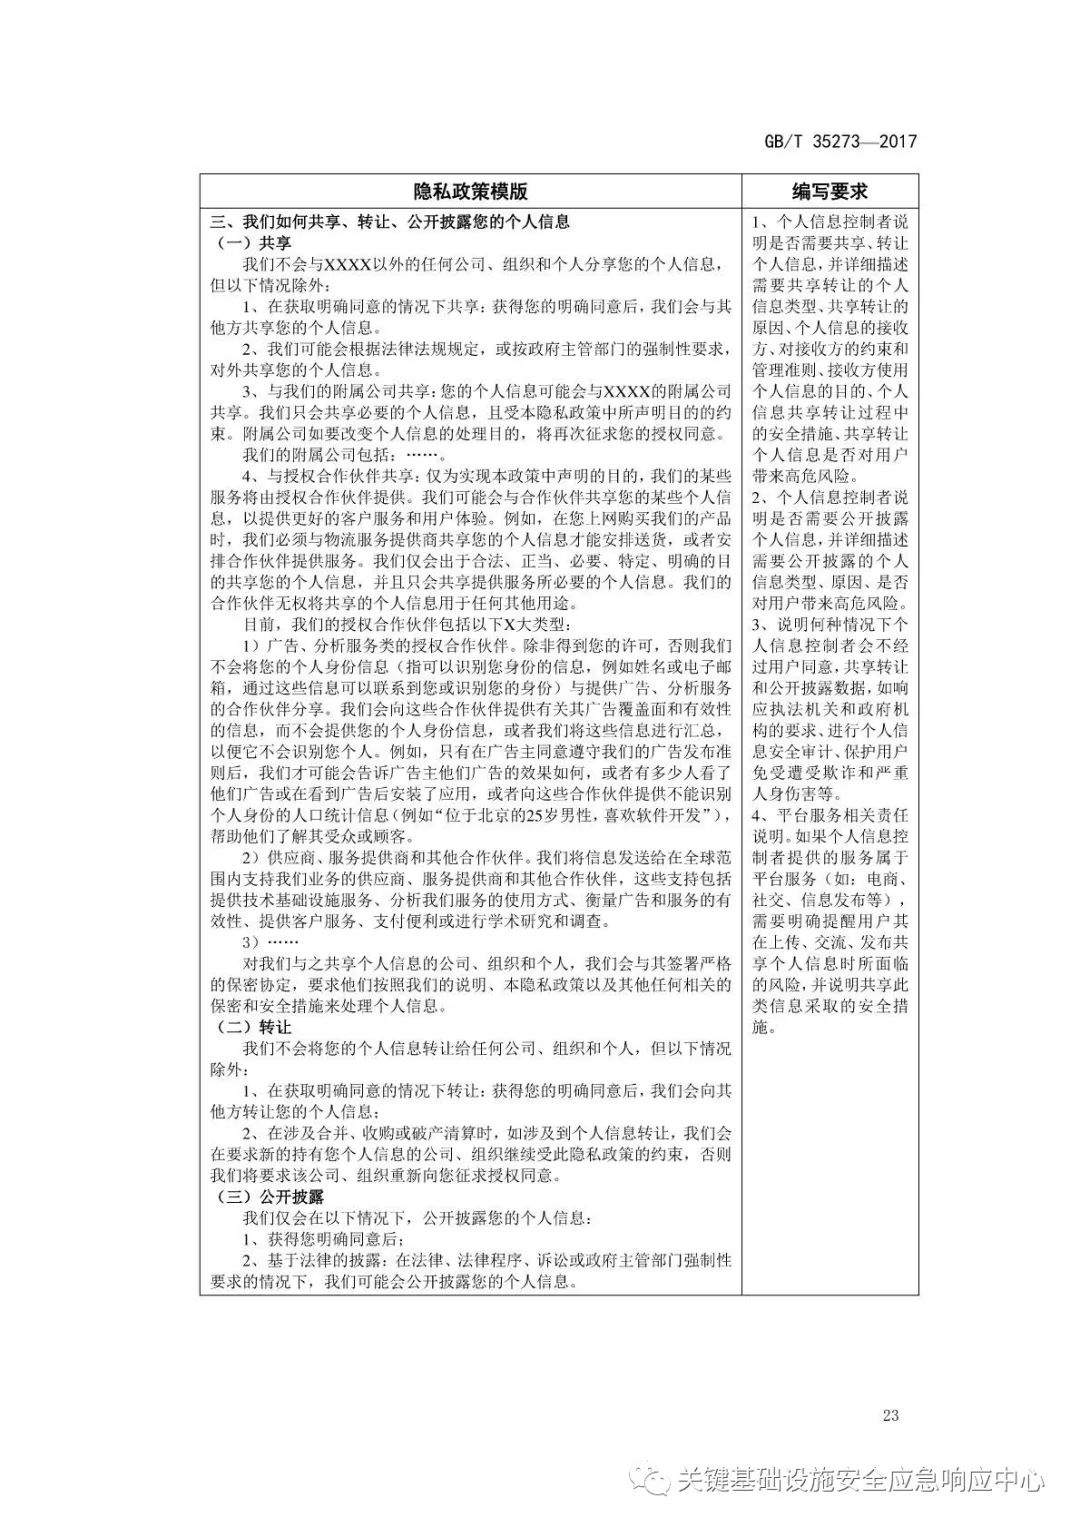 GB/T 35273—2017
隐私政策模版
编写要求
三、我们如何共享、转让、公开披露您的个人信息
（一）共享
我们不会与XXXX以外的任何公司、组织和个人分享您的个人信息，
但以下情况除外：
1、在获取明确同意的情况下共享：获得您的明确同意后，我们会与其
他方共享您的个人信息。
2、我们可能会根据法律法规规定，或按政府主管部门的强制性要求，
对外共享您的个人信息。
3、与我们的附属公司共享：您的个人信息可能会与XXXX的附属公司
共享。我们只会共享必要的个人信息，且受本隐私政策中所声明目的的约
束。附属公司如要改变个人信息的处理目的，将再次征求您的授权同意。
我们的附属公司包括：……。
4、与授权合作伙伴共享：仅为实现本政策中声明的目的，我们的某些
服务将由授权合作伙伴提供。我们可能会与合作伙伴共享您的某些个人信
息，以提供更好的客户服务和用户体验。例如，在您上网购买我们的产品
时，我们必须与物流服务提供商共享您的个人信息才能安排送货，或者安
排合作伙伴提供服务。我们仅会出于合法、正当、必要、特定、明确的目
的共享您的个人信息，并且只会共享提供服务所必要的个人信息。我们的
合作伙伴无权将共享的个人信息用于任何其他用途。
目前，我们的授权合作伙伴包括以下X大类型：
1）广告、分析服务类的授权合作伙伴。除非得到您的许可，否则我们
不会将您的个人身份信息（指可以识别您身份的信息，例如姓名或电子邮
箱，通过这些信息可以联系到您或识别您的身份）与提供广告、分析服务
的合作伙伴分享。我们会向这些合作伙伴提供有关其广告覆盖面和有效性
的信息，而不会提供您的个人身份信息，或者我们将这些信息进行汇总，
以便它不会识别您个人。例如，只有在广告主同意遵守我们的广告发布准
则后，我们才可能会告诉广告主他们广告的效果如何，或者有多少人看了
他们广告或在看到广告后安装了应用，或者向这些合作伙伴提供不能识别
个人身份的人口统计信息（例如“位于北京的25岁男性，喜欢软件开发”），
帮助他们了解其受众或顾客。
2）供应商、服务提供商和其他合作伙伴。我们将信息发送给在全球范
围内支持我们业务的供应商、服务提供商和其他合作伙伴，这些支持包括
提供技术基础设施服务、分析我们服务的使用方式、衡量广告和服务的有
效性、提供客户服务、支付便利或进行学术研究和调查。
3）……
对我们与之共享个人信息的公司、组织和个人，我们会与其签署严格
的保密协定，要求他们按照我们的说明、本隐私政策以及其他任何相关的
保密和安全措施来处理个人信息。
（二）转让
我们不会将您的个人信息转让给任何公司、组织和个人，但以下情况
除外：
1、在获取明确同意的情况下转让：获得您的明确同意后，我们会向其
他方转让您的个人信息；
2、在涉及合并、收购或破产清算时，如涉及到个人信息转让，我们会
在要求新的持有您个人信息的公司、组织继续受此隐私政策的约束，否则
我们将要求该公司、组织重新向您征求授权同意。
（三）公开披露
我们仅会在以下情况下，公开披露您的个人信息：
1、获得您明确同意后；
2、基于法律的披露：在法律、法律程序、诉讼或政府主管部门强制性
要求的情况下，我们可能会公开披露您的个人信息。
1、个人信息控制者说
明是否需要共享、转让
个人信息，并详细描述
需要共享转让的个人
信息类型、共享转让的
原因、个人信息的接收
方、对接收方的约束和
管理准则、接收方使用
个人信息的目的、个人
信息共享转让过程中
的安全措施、共享转让
个人信息是否对用户
带来高危风险。
2、个人信息控制者说
明是否需要公开披露
个人信息，并详细描述
需要公开披露的个人
信息类型、原因、是否
对用户带来高危风险。
3、说明何种情况下个
人信息控制者会不经
过用户同意，共享转让
和公开披露数据，如响
应执法机关和政府机
构的要求、进行个人信
息安全审计、保护用户
免受遭受欺诈和严重
人身伤害等。
4、平台服务相关责任
说明。如果个人信息控
制者提供的服务属于
平台服务（如：电商、
社交、信息发布等），
需要明确提醒用户其
在上传、交流、发布共
享个人信息时所面临
的风险，并说明共享此
类信息采取的安全措
施。
23
关键基础设施安全应急响应中心